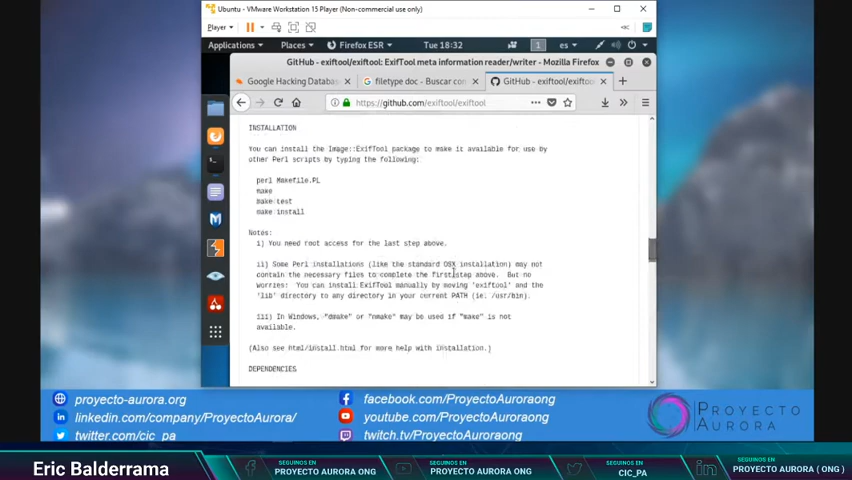 Ubuntu - VMware Workstation 15 Player (Non-commercial use only)
Player
Applications
Places
Firefox ESR
Tue 18:32
1
es
GitHub - exiftool/exiftool: ExifTool meta information reader/writer - Mozilla Firefox
Google Hacking Databas
filetype doc - Buscar con
GitHub - exiftool/exiftoo
https://github.com/exiftool/exiftool
INSTALLATION
You can install the Image::ExifTool package to make it available for use by
other Perl scripts by typing the following:
perl Makefile.PL
make
make test
make install
Notes:
i) You need root access for the last step above.
ii) Some Perl installations (like the standard OSX installation) may not
contain the necessary files to complete the first step above. But no
worries: You can install ExifTool manually by moving 'exiftool' and the
'lib' directory to any directory in your current PATH (ie. /usr/bin).
iii) In Windows, "dmake" or "nmake" may be used if "make" is not
available.
(Also see html/install.html for more help with installation.)
DEPENDENCIES
proyecto-aurora.org
facebook.com/ProyectoAuroraong
linkedin.com/company/ProyectoAurora/
youtube.com/ProyectoAuroraong
twitter.com/cic_pa
twitch.tv/ProyectoAuroraong
PROYECTO
AURORA
Eric Balderrama
SEGUINOS EN
PROYECTO AURORA ONG
SEGUINOS EN
PROYECTO AURORA ONG
SEGUINOS EN
CIC_PA
SEGUINOS EN
PROYECTO AURORA ( ONG )